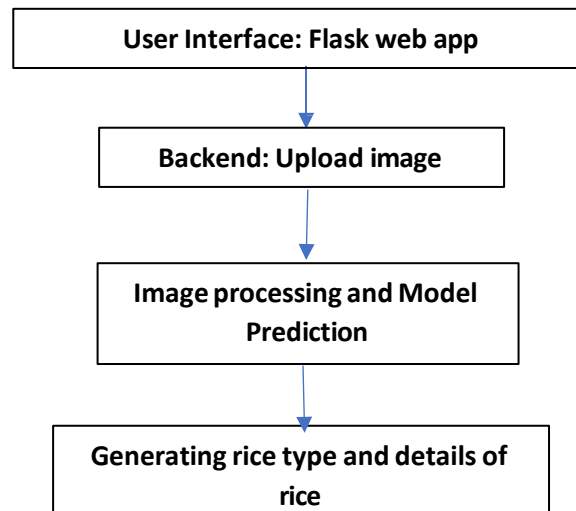 User Interface: Flask web app
Backend: Upload image
Image processing and Model
Prediction
Generating rice type and details of
rice